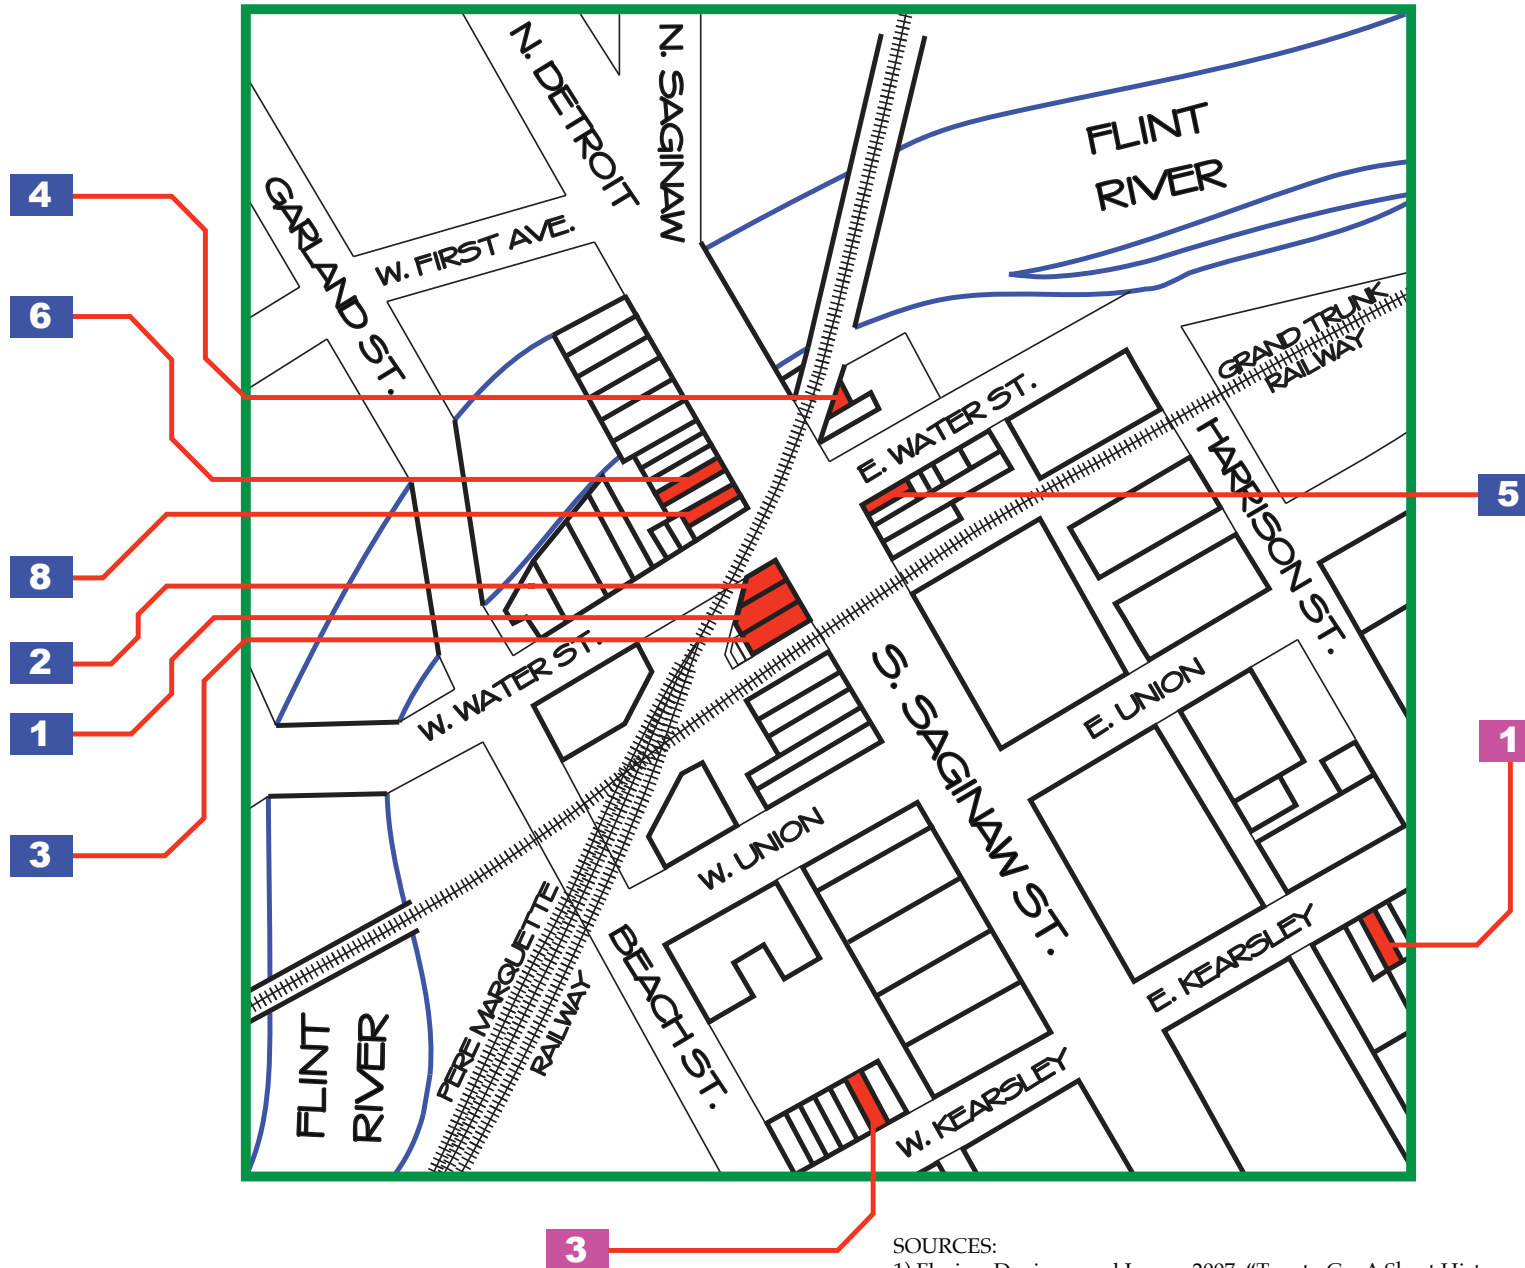 N. DETROIT
N. SAGINAW
FLINT
RIVER
4
GARLAND ST.
W. FIRST AVE.
6
GRAND TRUNK
RAILWAY
E. WATER ST.
HARRISON ST.
5
8
2
W. WATER ST.
S. SAGINAW ST.
E. UNION
1
1
3
W. UNION
PERE MARQUETTE
RAILWAY
BEACH ST.
E. KEARSLEY
FLINT
RIVER
W. KEARSLEY
3
SOURCES: